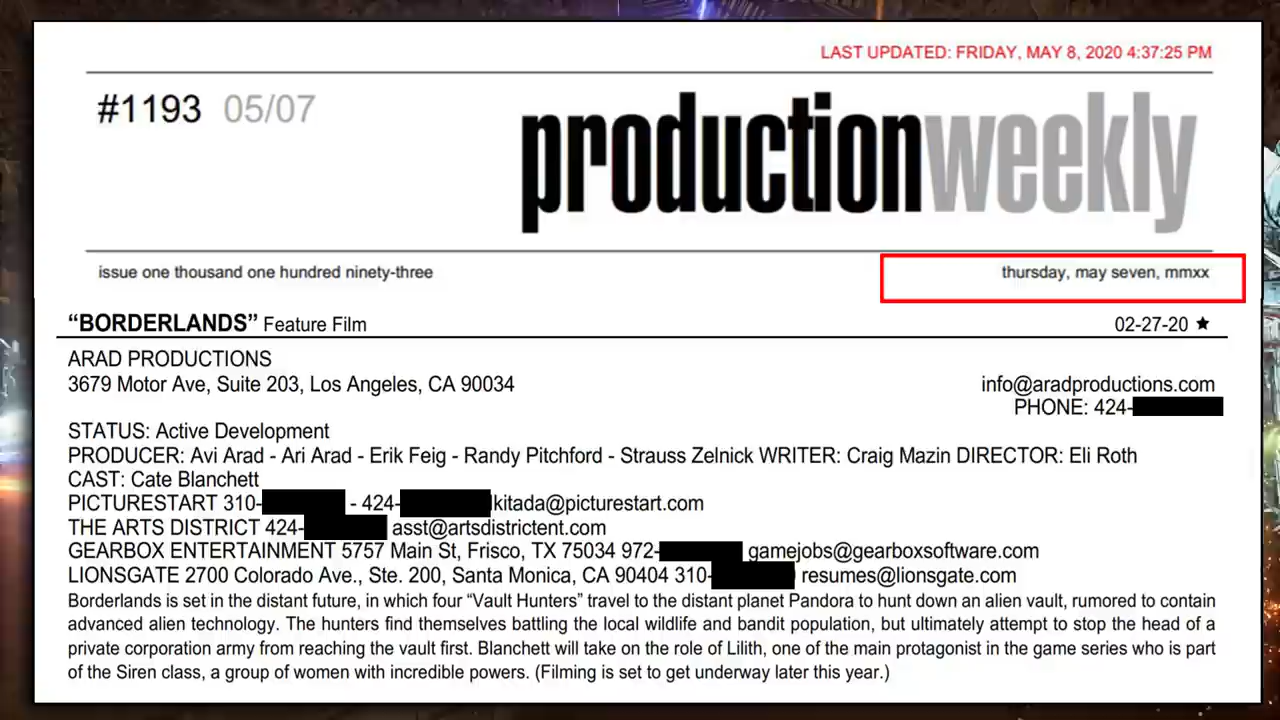 LAST UPDATED: FRIDAY, MAY 8, 2020 4:37:25 PM
#1193 05/07
productionweekly
issue one thousand one hundred ninety-three
thursday, may seven, mmxx
“BORDERLANDS” Feature Film 02-27-20 ★
ARAD PRODUCTIONS
3679 Motor Ave, Suite 203, Los Angeles, CA 90034 info@aradproductions.com
PHONE: 424-
STATUS: Active Development
PRODUCER: Avi Arad - Ari Arad - Erik Feig - Randy Pitchford - Strauss Zelnick WRITER: Craig Mazin DIRECTOR: Eli Roth
CAST: Cate Blanchett
PICTURESTART 310- - 424- lkitada@picturestart.com
THE ARTS DISTRICT 424- asst@artsdistrictent.com
GEARBOX ENTERTAINMENT 5757 Main St, Frisco, TX 75034 972- gamejobs@gearboxsoftware.com
LIONSGATE 2700 Colorado Ave., Ste. 200, Santa Monica, CA 90404 310- resumes@lionsgate.com
Borderlands is set in the distant future, in which four “Vault Hunters” travel to the distant planet Pandora to hunt down an alien vault, rumored to contain
advanced alien technology. The hunters find themselves battling the local wildlife and bandit population, but ultimately attempt to stop the head of a
private corporation army from reaching the vault first. Blanchett will take on the role of Lilith, one of the main protagonist in the game series who is part
of the Siren class, a group of women with incredible powers. (Filming is set to get underway later this year.)